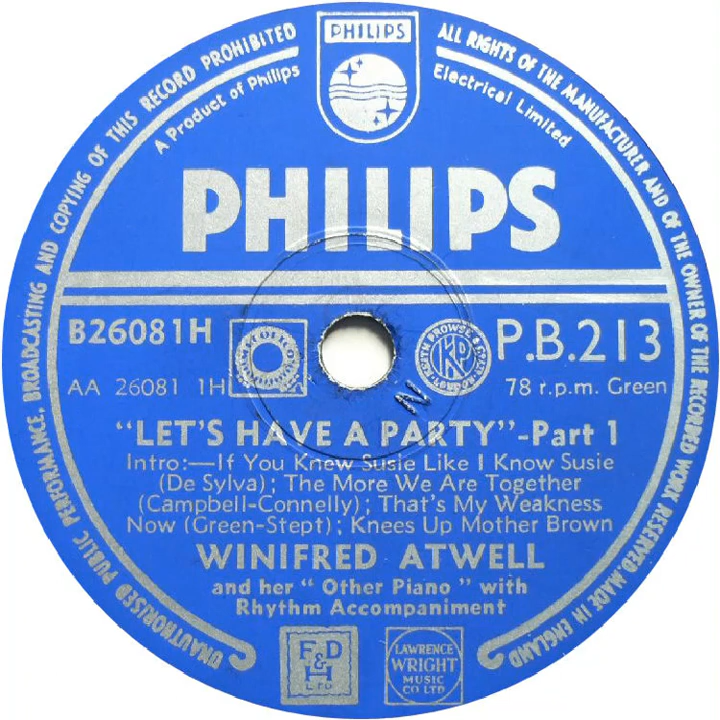 UNAUTHORISED PUBLIC PERFORMANCE, BROADCASTING AND COPYING OF THIS RECORD PROHIBITED
ALL RIGHTS OF THE MANUFACTURER AND OF THE OWNER OF THE RECORDED WORK RESERVED. MADE IN ENGLAND
A Product of Philips
Electrical Limited
PHILIPS
PHILIPS
B26081H
P.B.213
AA 26081 1H
78 r.p.m. Green
KP
N
"LET'S HAVE A PARTY"-Part 1
Intro:—If You Knew Susie Like I Know Susie
(De Sylva); The More We Are Together
(Campbell-Connelly); That's My Weakness
Now (Green-Stept); Knees Up Mother Brown
WINIFRED ATWELL
and her "Other Piano" with
Rhythm Accompaniment
F&D
H
LTD
LAWRENCE
WRIGHT
MUSIC
CO LTD